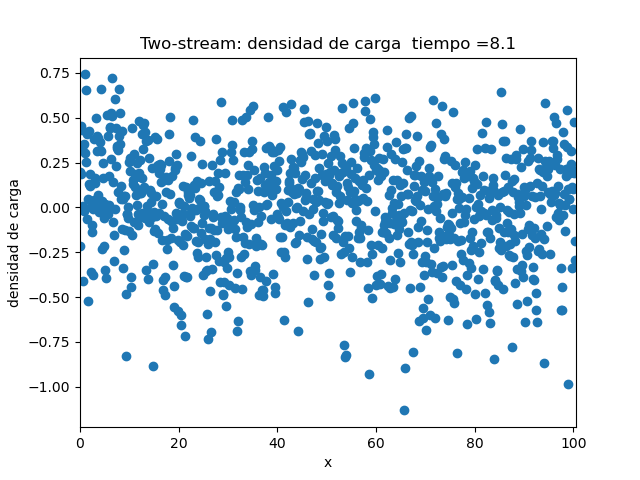 Two-stream: densidad de carga  tiempo =8.1
densidad de carga
0.75
0.50
0.25
0.00
−0.25
−0.50
−0.75
−1.00
0 20 40 60 80 100
x